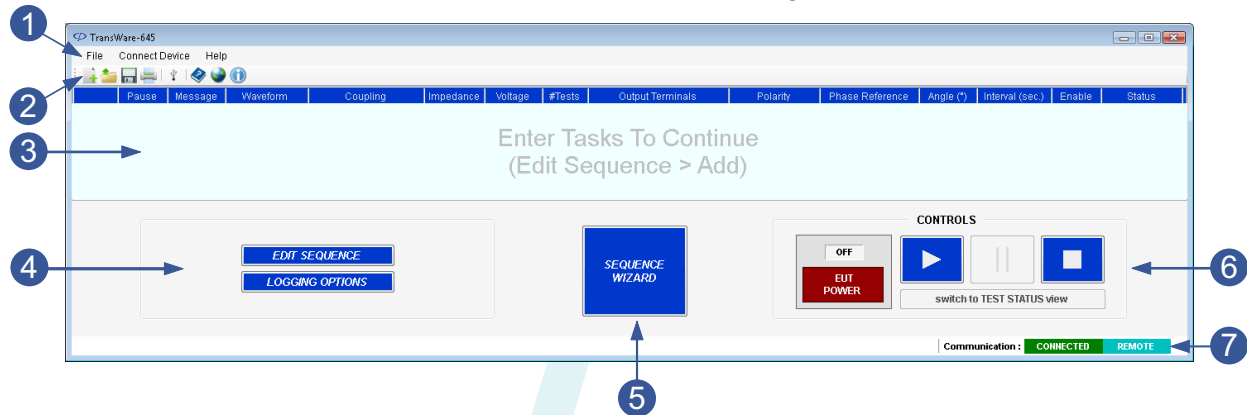 1
TransWare-645
File Connect Device Help
2
Pause Message Waveform Coupling Impedance Voltage #Tests Output Terminals Polarity Phase Reference Angle (°) Interval (sec.) Enable Status
3
Enter Tasks To Continue
(Edit Sequence > Add)
CONTROLS
4
EDIT SEQUENCE
LOGGING OPTIONS
SEQUENCE
WIZARD
OFF
EUT
POWER
switch to TEST STATUS view
6
Communication : CONNECTED REMOTE
7
5